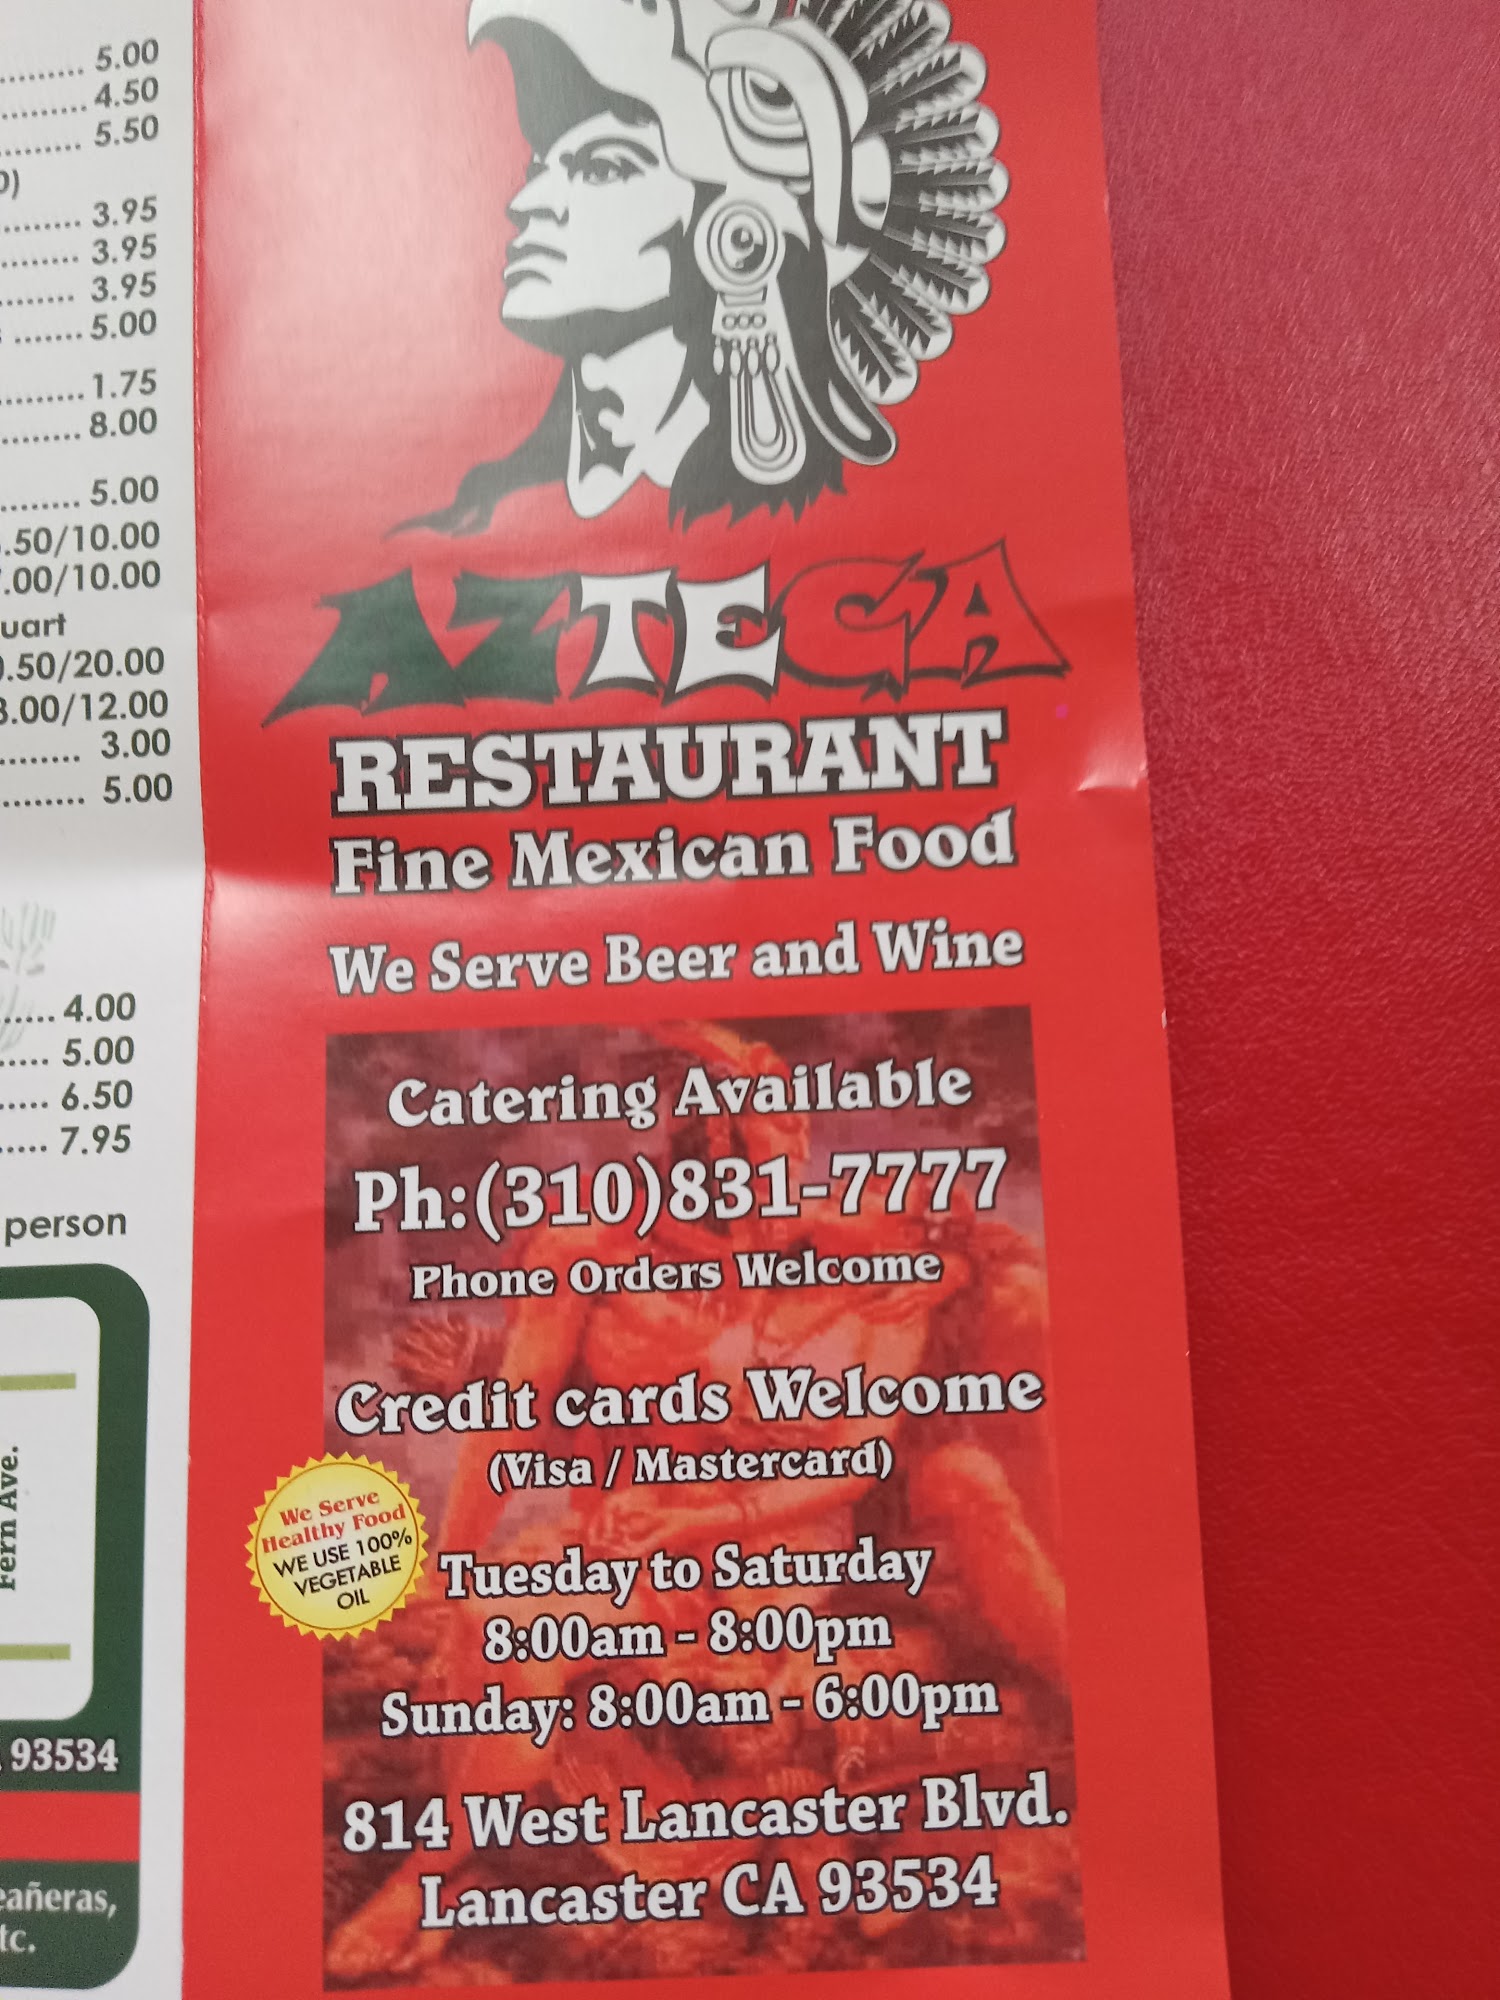 5.00
4.50
5.50
3.95
3.95
3.95
5.00
1.75
8.00
5.00
.50/10.00
.00/10.00
uart
.50/20.00
.00/12.00
3.00
5.00
4.00
5.00
6.50
7.95
person
Fern Ave.
93534
eañeras,
tc.
AZTECA
RESTAURANT
Fine Mexican Food
We Serve Beer and Wine
Catering Available
Ph:(310)831-7777
Phone Orders Welcome
Credit cards Welcome
(Visa / Mastercard)
We Serve
Healthy Food
WE USE 100%
VEGETABLE
OIL
Tuesday to Saturday
8:00am - 8:00pm
Sunday: 8:00am - 6:00pm
814 West Lancaster Blvd.
Lancaster CA 93534